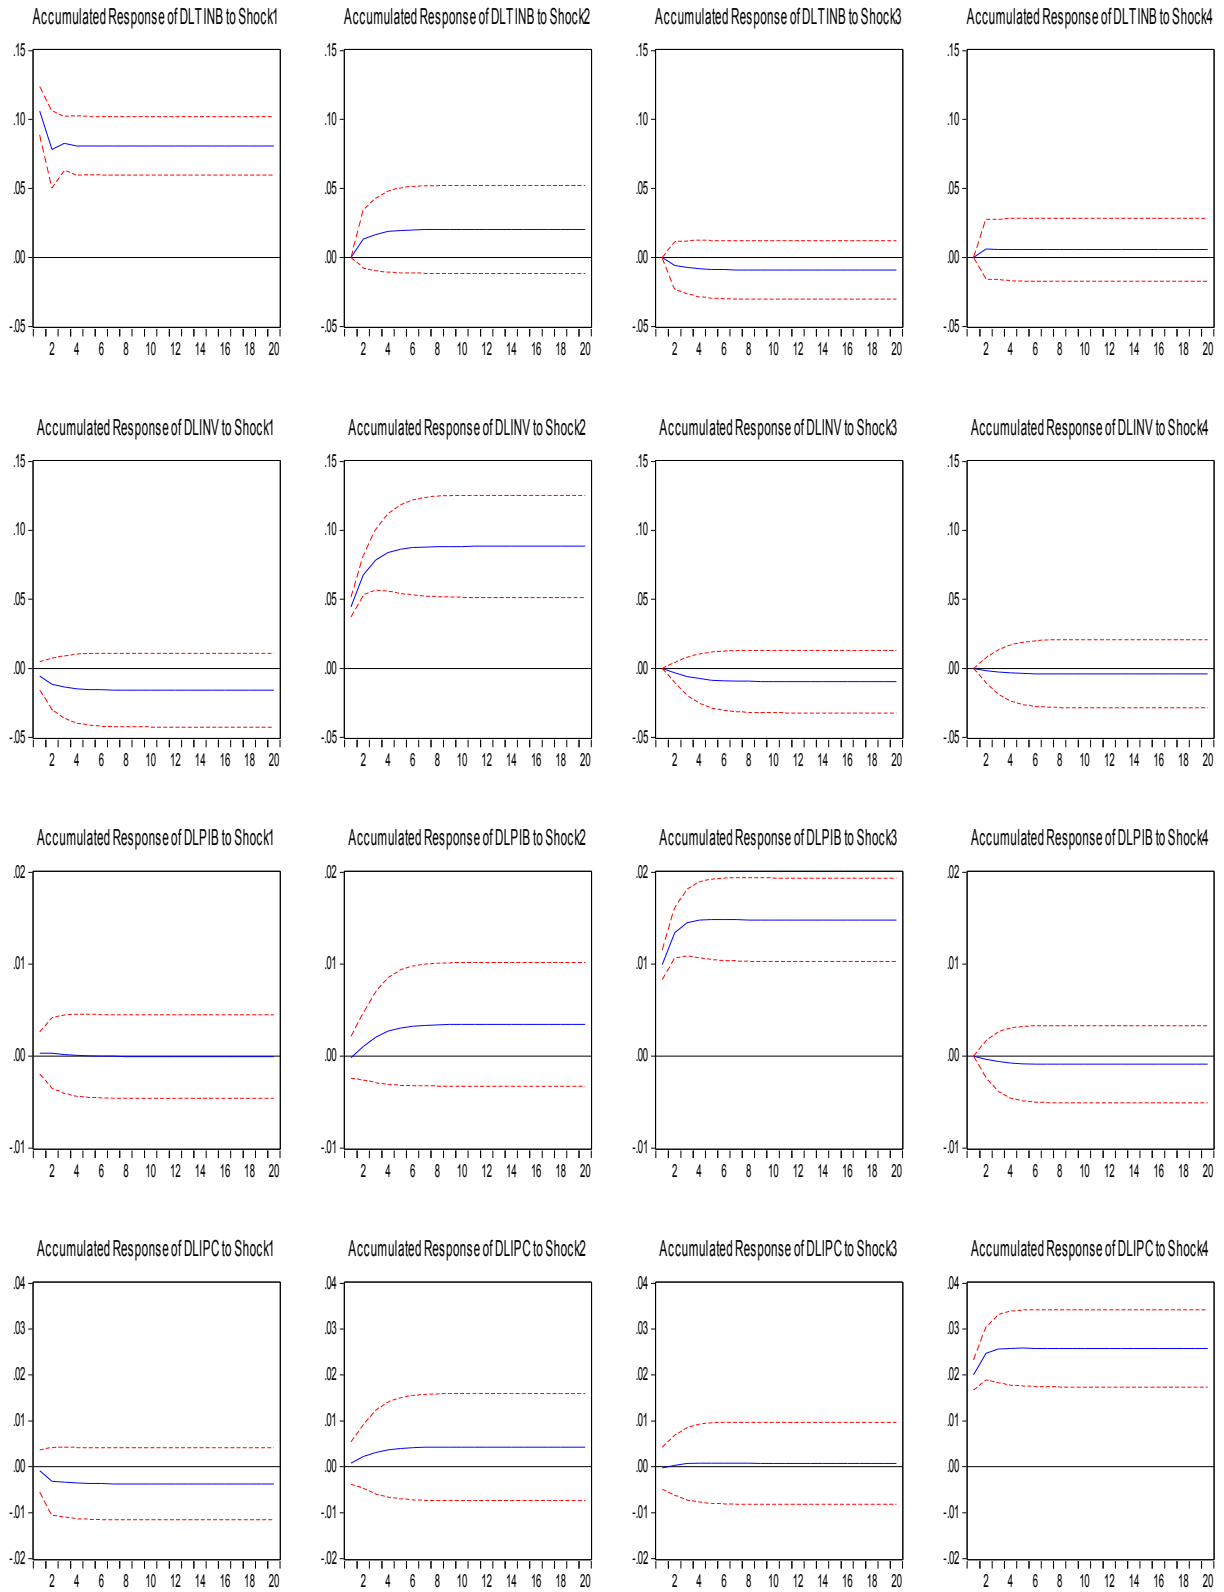 Accumulated Response of DLTINB to Shock1
Accumulated Response of DLTINB to Shock2
Accumulated Response of DLTINB to Shock3
Accumulated Response of DLTINB to Shock4
.15
.10
.05
.00
-.05
2 4 6 8 10 12 14 16 18 20
.15
.10
.05
.00
-.05
2 4 6 8 10 12 14 16 18 20
.15
.10
.05
.00
-.05
2 4 6 8 10 12 14 16 18 20
.15
.10
.05
.00
-.05
2 4 6 8 10 12 14 16 18 20
Accumulated Response of DLINV to Shock1
Accumulated Response of DLINV to Shock2
Accumulated Response of DLINV to Shock3
Accumulated Response of DLINV to Shock4
.15
.10
.05
.00
-.05
2 4 6 8 10 12 14 16 18 20
.15
.10
.05
.00
-.05
2 4 6 8 10 12 14 16 18 20
.15
.10
.05
.00
-.05
2 4 6 8 10 12 14 16 18 20
.15
.10
.05
.00
-.05
2 4 6 8 10 12 14 16 18 20
Accumulated Response of DLPIB to Shock1
Accumulated Response of DLPIB to Shock2
Accumulated Response of DLPIB to Shock3
Accumulated Response of DLPIB to Shock4
.02
.01
.00
-.01
2 4 6 8 10 12 14 16 18 20
.02
.01
.00
-.01
2 4 6 8 10 12 14 16 18 20
.02
.01
.00
-.01
2 4 6 8 10 12 14 16 18 20
.02
.01
.00
-.01
2 4 6 8 10 12 14 16 18 20
Accumulated Response of DLIPC to Shock1
Accumulated Response of DLIPC to Shock2
Accumulated Response of DLIPC to Shock3
Accumulated Response of DLIPC to Shock4
.04
.03
.02
.01
.00
-.01
-.02
2 4 6 8 10 12 14 16 18 20
.04
.03
.02
.01
.00
-.01
-.02
2 4 6 8 10 12 14 16 18 20
.04
.03
.02
.01
.00
-.01
-.02
2 4 6 8 10 12 14 16 18 20
.04
.03
.02
.01
.00
-.01
-.02
2 4 6 8 10 12 14 16 18 20